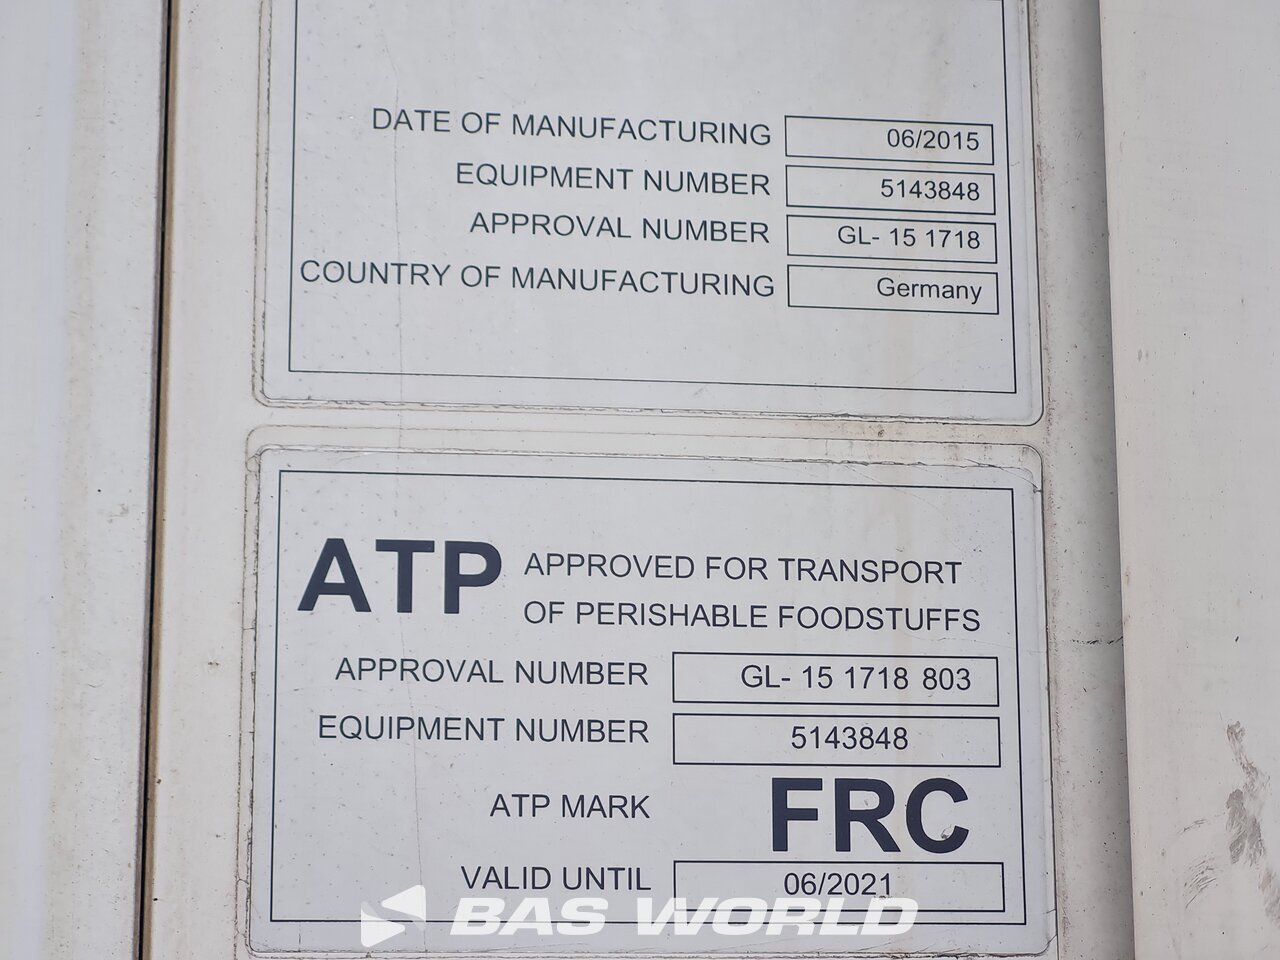 DATE OF MANUFACTURING 06/2015
EQUIPMENT NUMBER 5143848
APPROVAL NUMBER GL- 15 1718
COUNTRY OF MANUFACTURING Germany
ATP APPROVED FOR TRANSPORT
OF PERISHABLE FOODSTUFFS
APPROVAL NUMBER GL- 15 1718 803
EQUIPMENT NUMBER 5143848
ATP MARK FRC
VALID UNTIL 06/2021
BAS WORLD